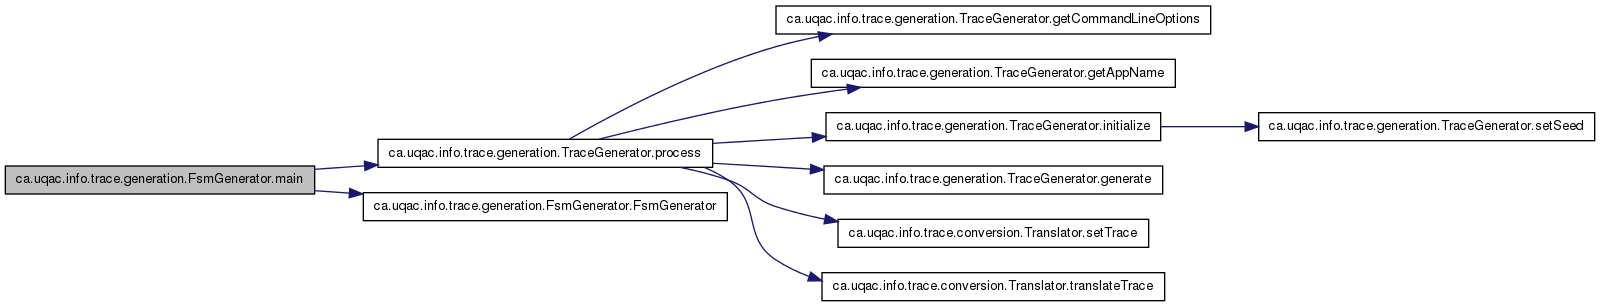 ca.uqac.info.trace.generation.FsmGenerator.main
ca.uqac.info.trace.generation.TraceGenerator.process
ca.uqac.info.trace.generation.FsmGenerator.FsmGenerator
ca.uqac.info.trace.generation.TraceGenerator.getCommandLineOptions
ca.uqac.info.trace.generation.TraceGenerator.getAppName
ca.uqac.info.trace.generation.TraceGenerator.initialize
ca.uqac.info.trace.generation.TraceGenerator.setSeed
ca.uqac.info.trace.generation.TraceGenerator.generate
ca.uqac.info.trace.conversion.Translator.setTrace
ca.uqac.info.trace.conversion.Translator.translateTrace